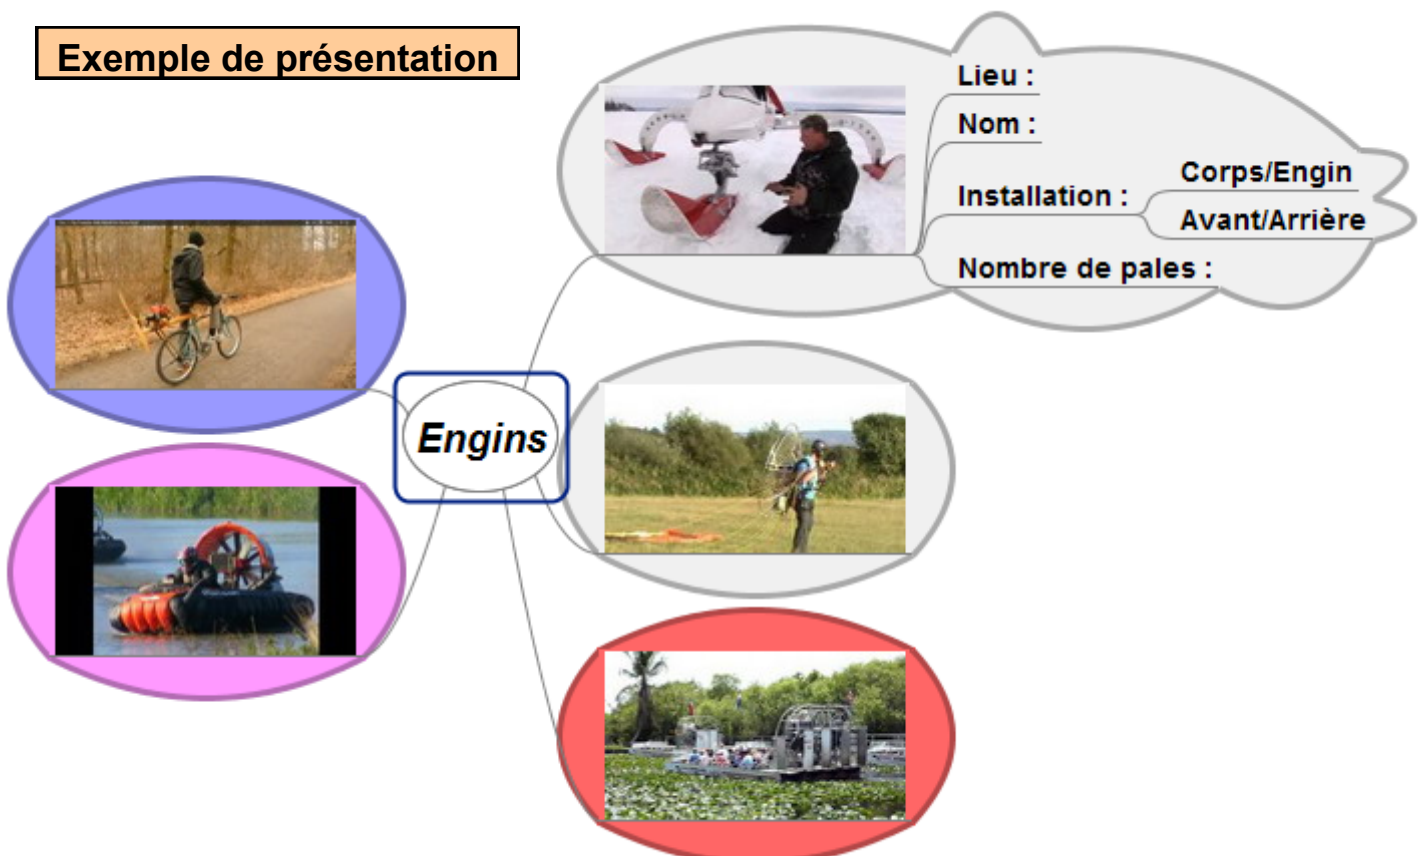 Exemple de présentation
Lieu :
Nom :
Installation :
Corps/Engin
Avant/Arrière
Nombre de pales :
Engins